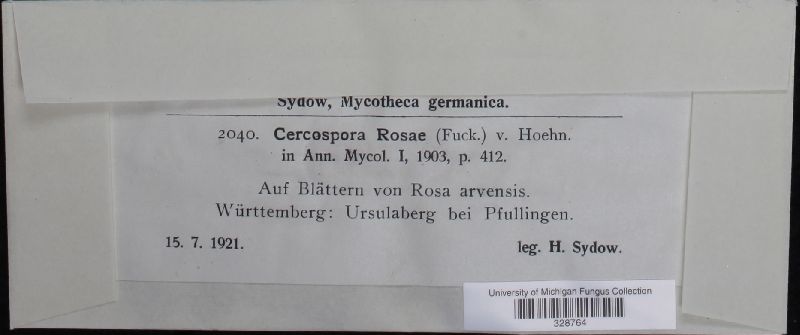 Sydow, Mycotheca germanica.
2040. Cercospora Rosae (Fuck.) v. Hoehn.
in Ann. Mycol. I, 1903, p. 412.
Auf Blättern von Rosa arvensis.
Württemberg: Ursulaberg bei Pfullingen.
15. 7. 1921. leg. H. Sydow.
University of Michigan Fungus Collection
328764